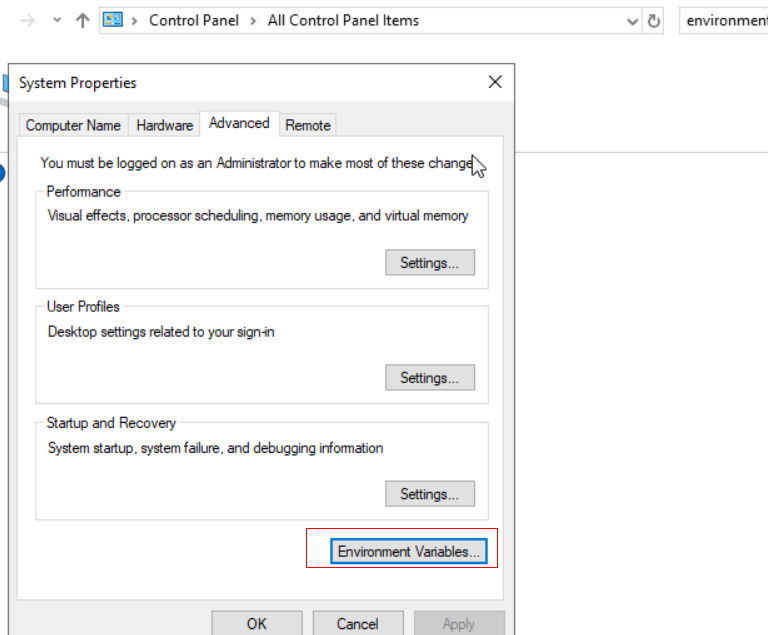 Control Panel > All Control Panel Items
environment
System Properties
Computer Name Hardware Advanced Remote
You must be logged on as an Administrator to make most of these change
Performance
Visual effects, processor scheduling, memory usage, and virtual memory
Settings...
User Profiles
Desktop settings related to your sign-in
Settings...
Startup and Recovery
System startup, system failure, and debugging information
Settings...
Environment Variables...
OK Cancel Apply